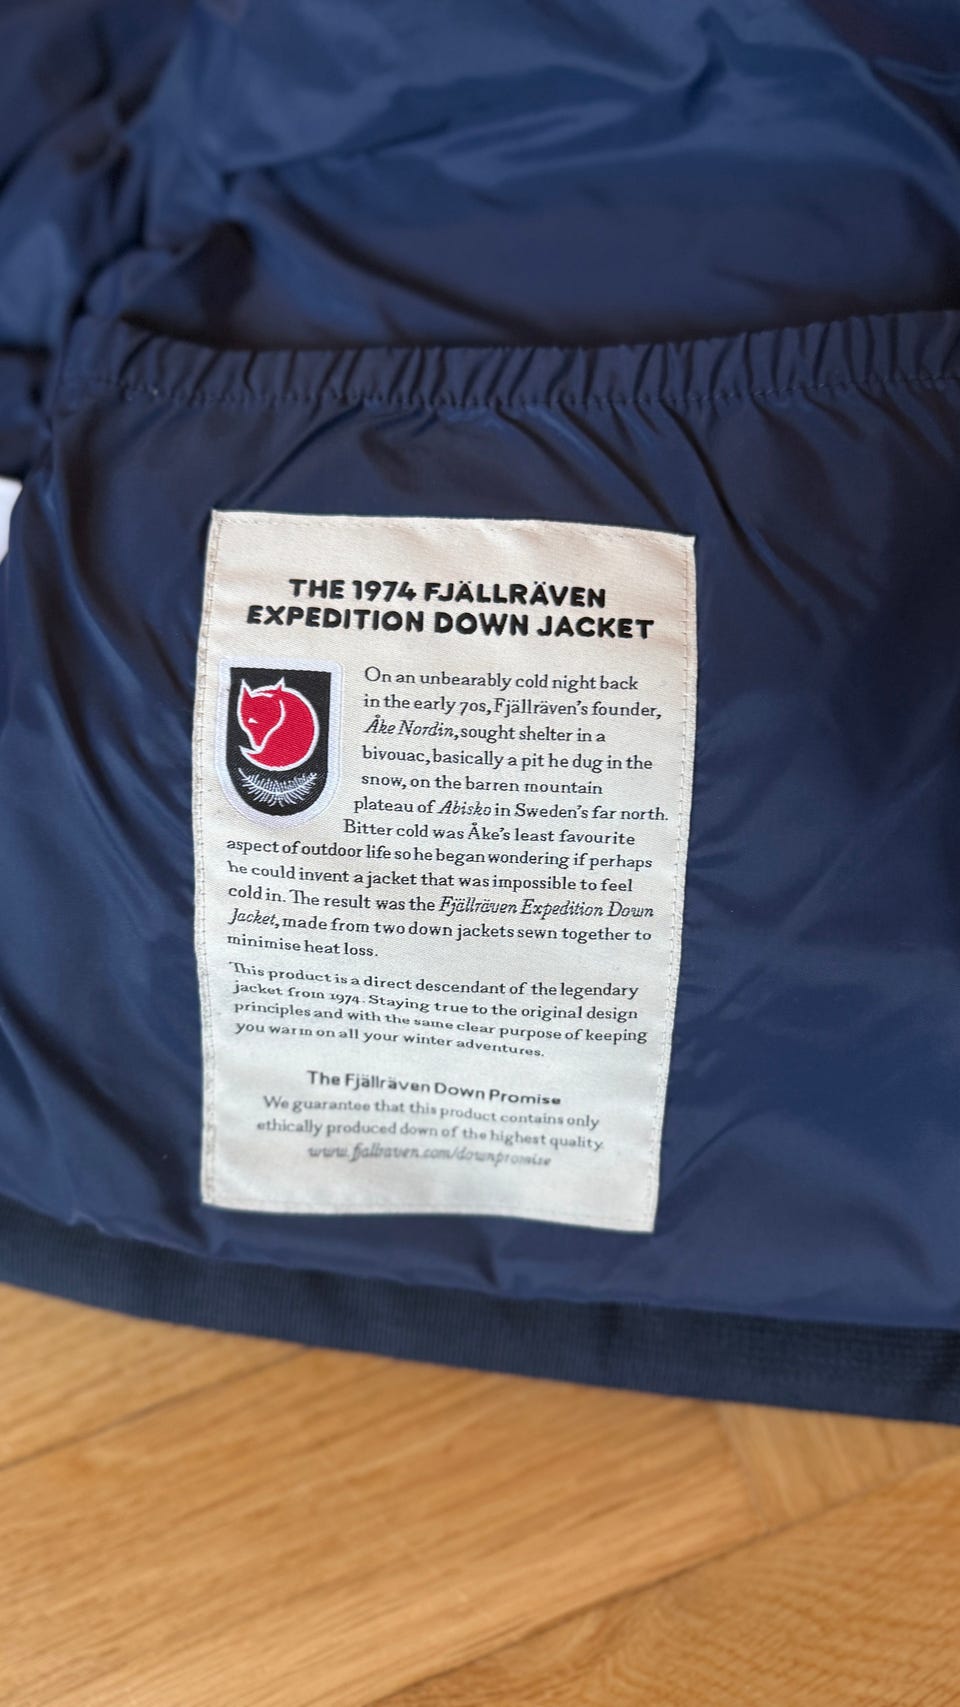 THE 1974 FJÄLLRÄVEN
EXPEDITION DOWN JACKET
On an unbearably cold night back
in the early 70s, Fjällräven's founder,
Åke Nordin, sought shelter in a
bivouac, basically a pit he dug in the
snow, on the barren mountain
plateau of Abisko in Sweden's far north.
Bitter cold was Åke's least favourite
aspect of outdoor life so he began wondering if perhaps
he could invent a jacket that was impossible to feel
cold in. The result was the Fjällräven Expedition Down
Jacket, made from two down jackets sewn together to
minimise heat loss.
This product is a direct descendant of the legendary
jacket from 1974. Staying true to the original design
principles and with the same clear purpose of keeping
you warm on all your winter adventures.
The Fjällräven Down Promise
We guarantee that this product contains only
ethically produced down of the highest quality.
www.fjallraven.com/downpromise